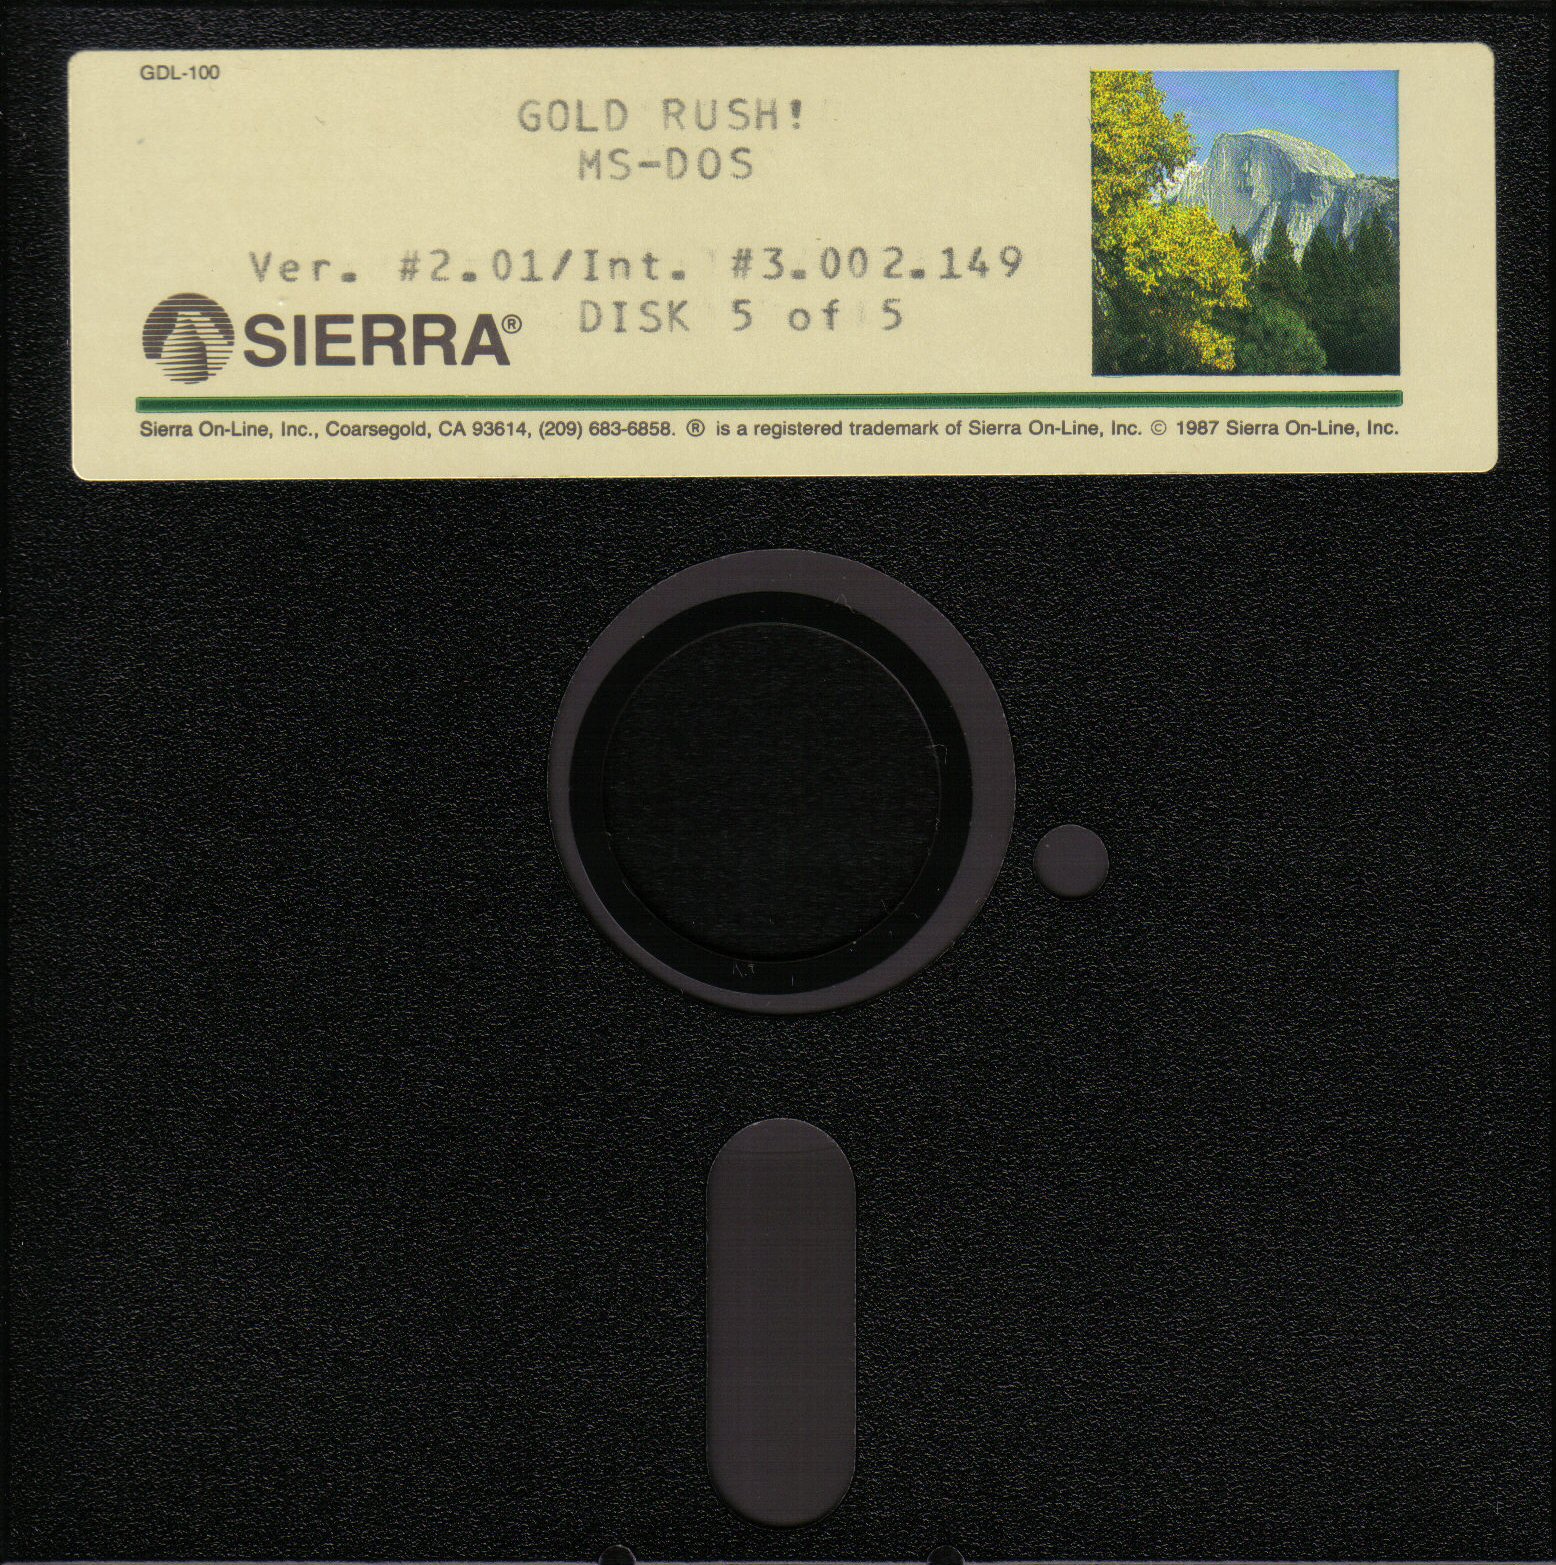 GDL-100
GOLD RUSH!
MS-DOS
Ver. #2.01/Int. #3.002.149
DISK 5 of 5
SIERRA®
Sierra On-Line, Inc., Coarsegold, CA 93614, (209) 683-6858. ® is a registered trademark of Sierra On-Line, Inc. © 1987 Sierra On-Line, Inc.